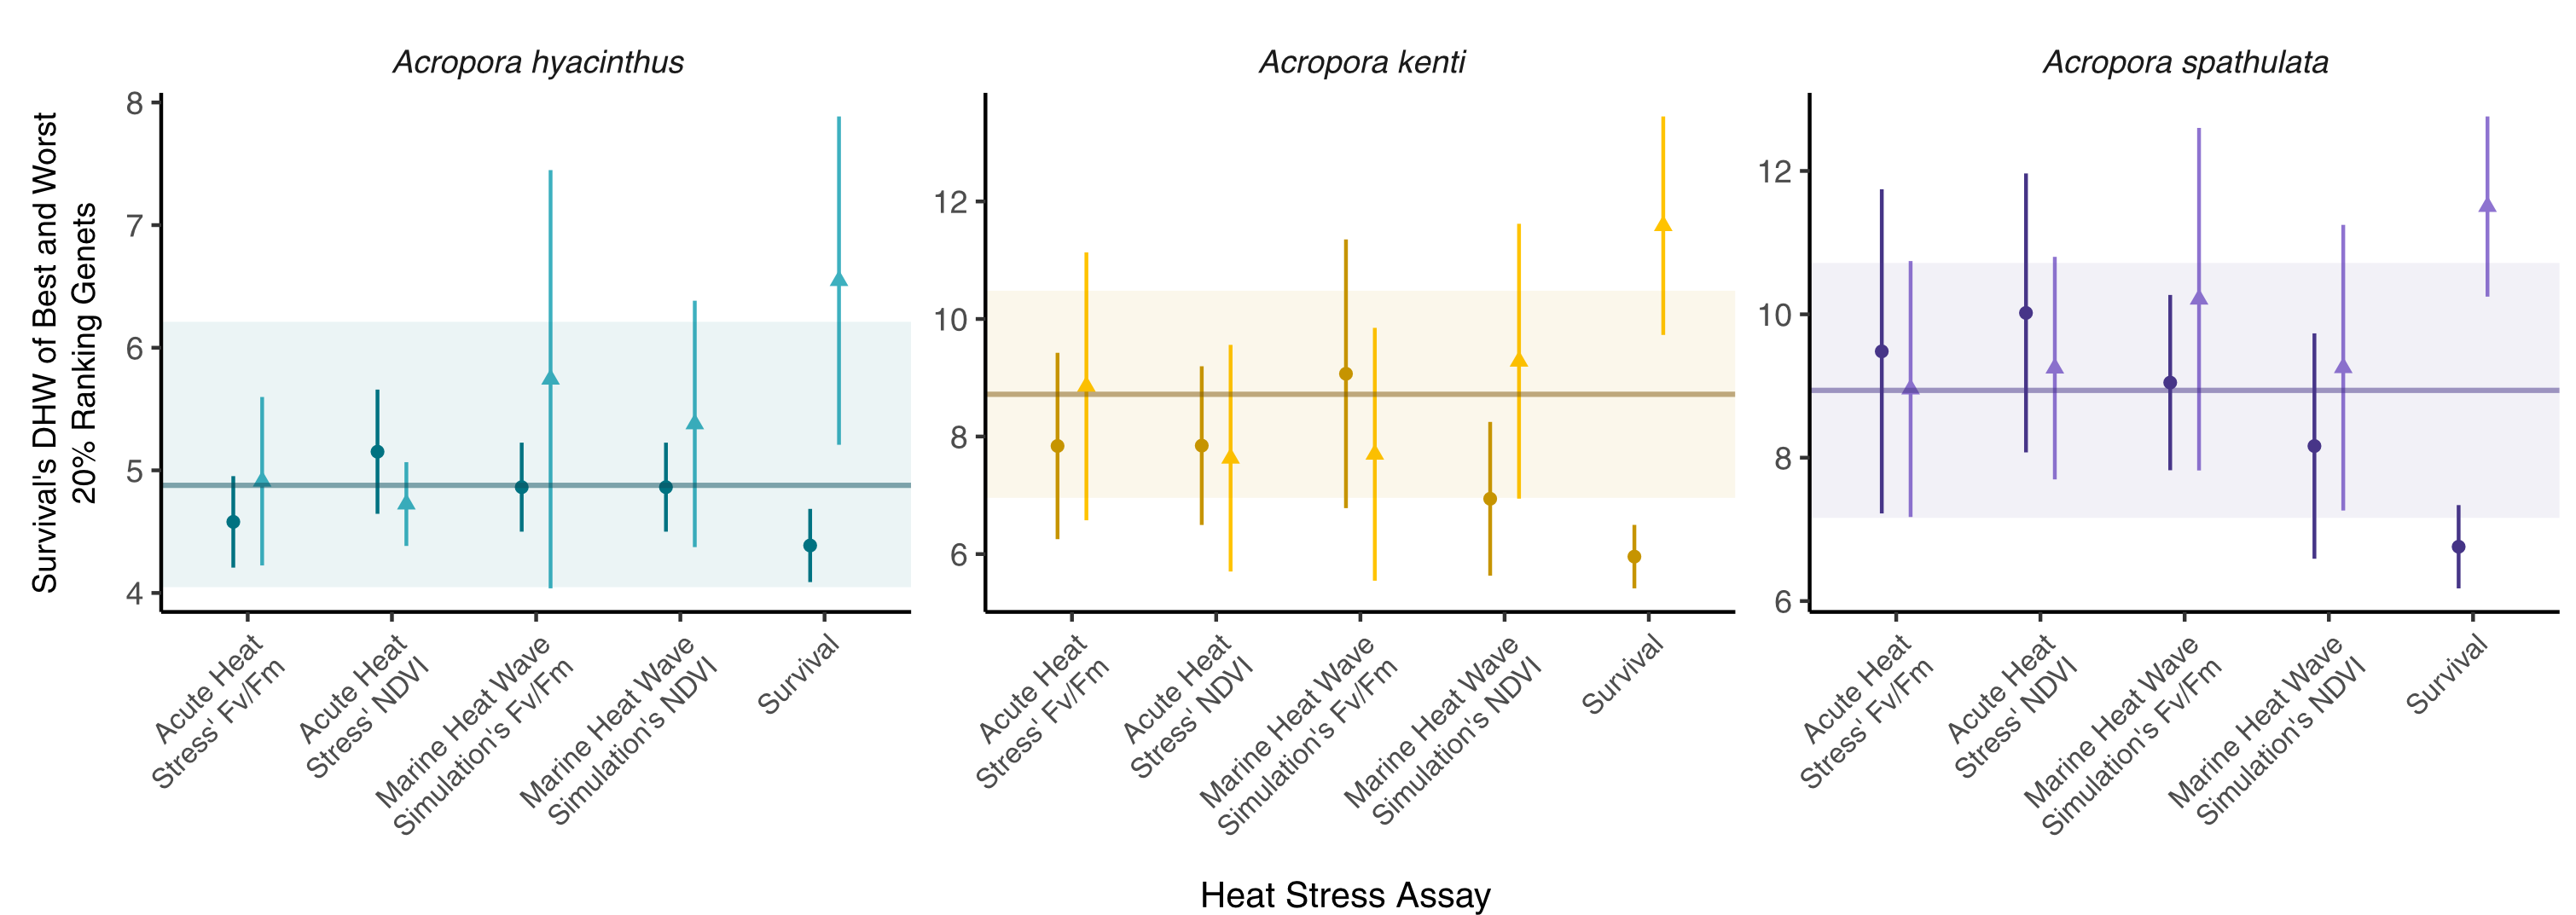 Acropora hyacinthus
Acropora kenti
Acropora spathulata
Survival's DHW of Best and Worst
20% Ranking Genets
8
7
6
5
4
12
10
8
6
12
10
8
6
Acute Heat
Stress' Fv/Fm
Acute Heat
Stress' NDVI
Marine Heat Wave
Simulation's Fv/Fm
Marine Heat Wave
Simulation's NDVI
Survival
Acute Heat
Stress' Fv/Fm
Acute Heat
Stress' NDVI
Marine Heat Wave
Simulation's Fv/Fm
Marine Heat Wave
Simulation's NDVI
Survival
Acute Heat
Stress' Fv/Fm
Acute Heat
Stress' NDVI
Marine Heat Wave
Simulation's Fv/Fm
Marine Heat Wave
Simulation's NDVI
Survival
Heat Stress Assay